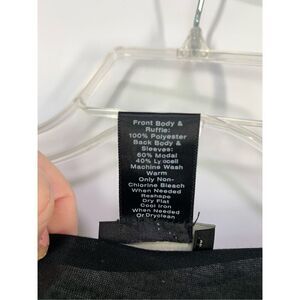 Front Body &
Ruffle:
100% Polyester
Back Body &
Sleeves:
60% Modal
40% Lyocell
Machine Wash
Warm
Only Non-
Chlorine Bleach
When Needed
Reshape
Dry Flat
Cool Iron
When Needed
Or Dryclean